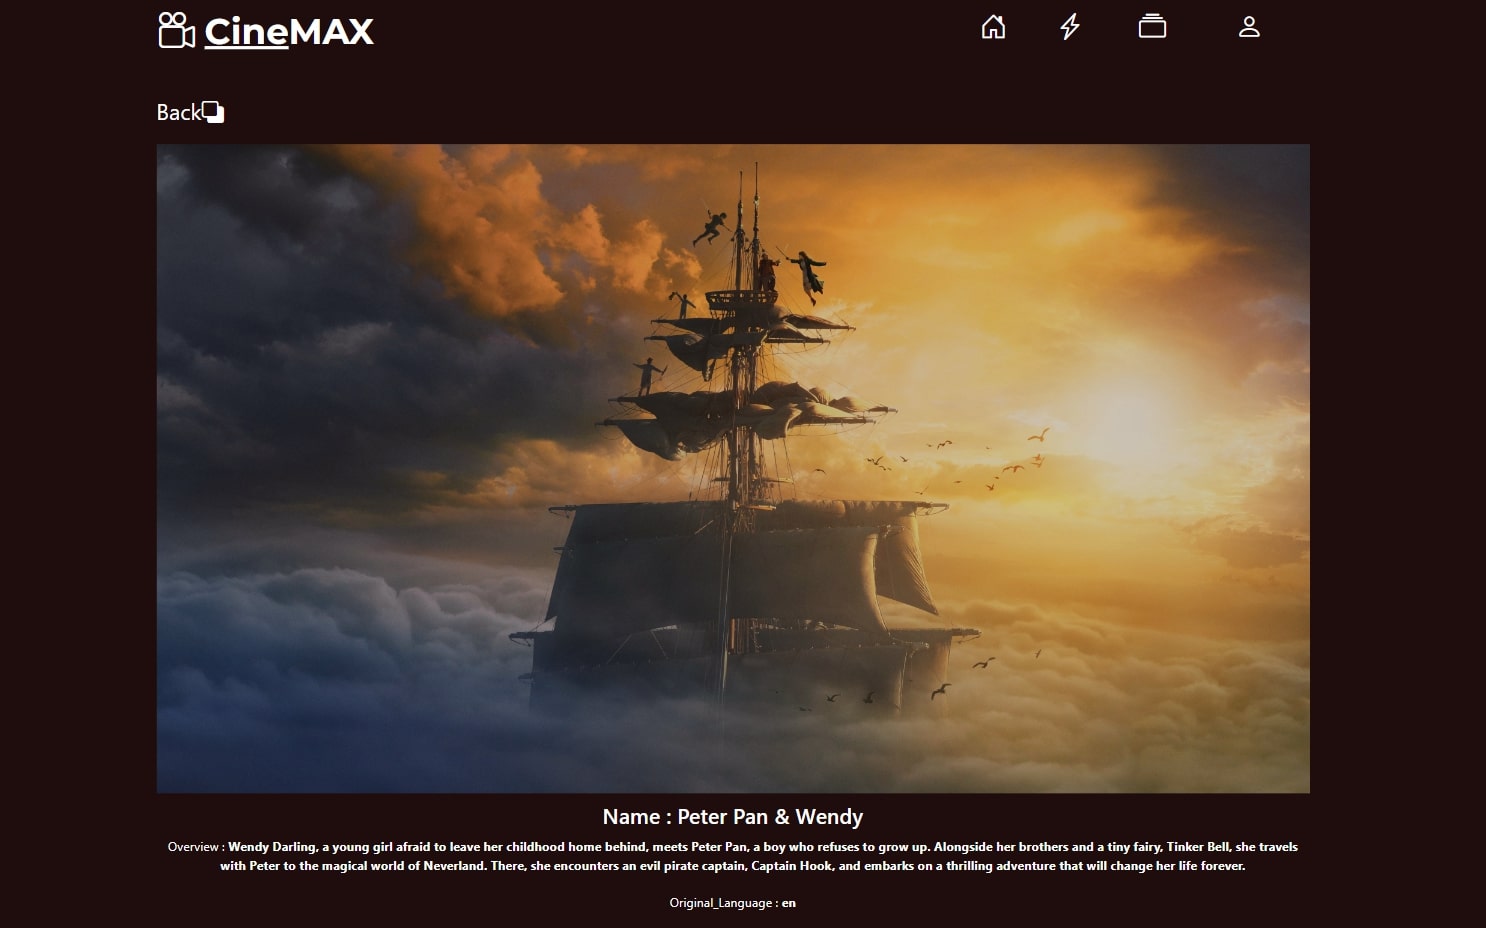 CineMAX
Back
Name : Peter Pan & Wendy
Overview : Wendy Darling, a young girl afraid to leave her childhood home behind, meets Peter Pan, a boy who refuses to grow up. Alongside her brothers and a tiny fairy, Tinker Bell, she travels
with Peter to the magical world of Neverland. There, she encounters an evil pirate captain, Captain Hook, and embarks on a thrilling adventure that will change her life forever.
Original_Language : en